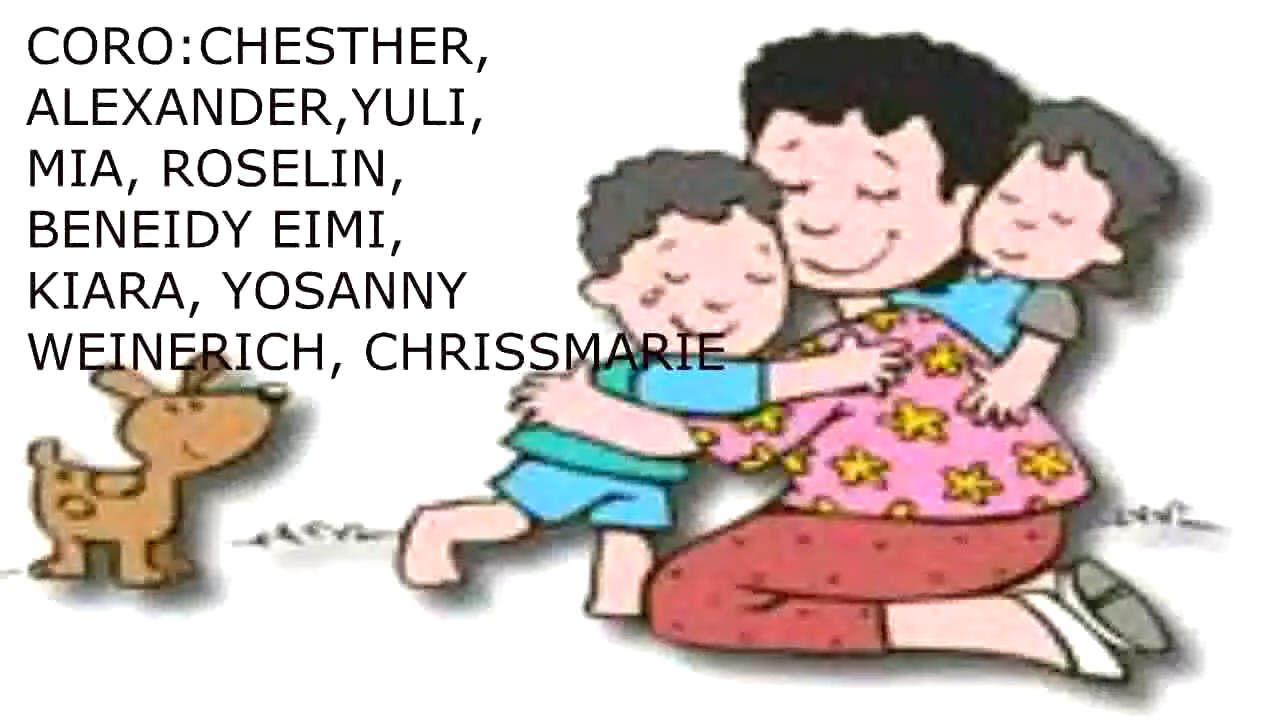 CORO:CHESTHER,
ALEXANDER,YULI,
MIA, ROSELIN,
BENEIDY EIMI,
KIARA, YOSANNY
WEINERICH, CHRISSMARIE